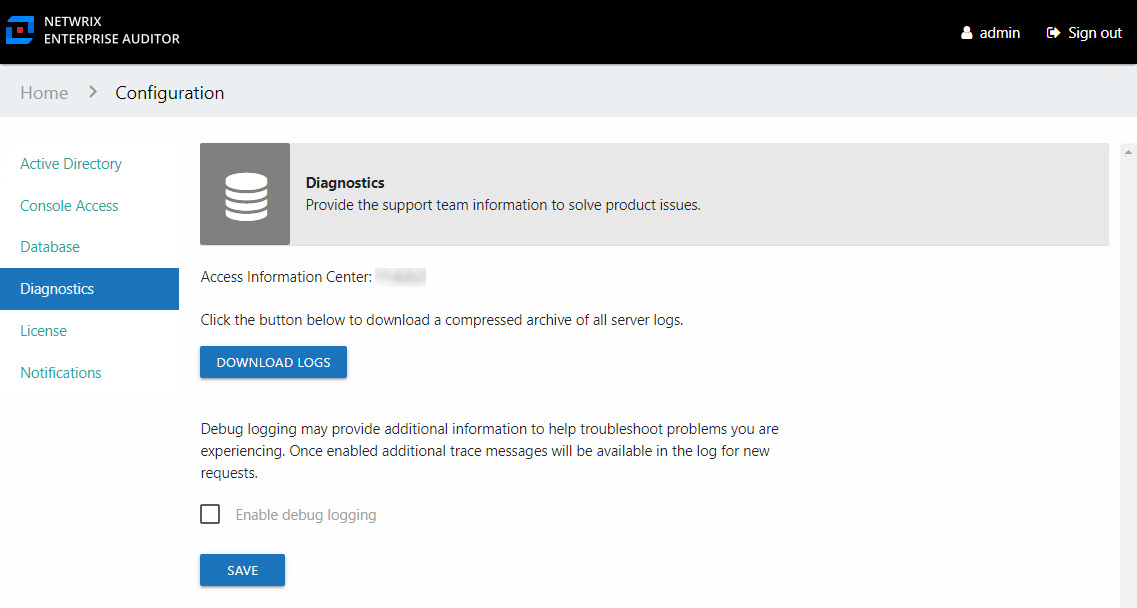 NETWRIX
ENTERPRISE AUDITOR
admin
Sign out
Home
Configuration
Active Directory
Console Access
Database
Diagnostics
License
Notifications
Diagnostics
Provide the support team information to solve product issues.
Access Information Center:
Click the button below to download a compressed archive of all server logs.
DOWNLOAD LOGS
Debug logging may provide additional information to help troubleshoot problems you are
experiencing. Once enabled additional trace messages will be available in the log for new
requests.
Enable debug logging
SAVE